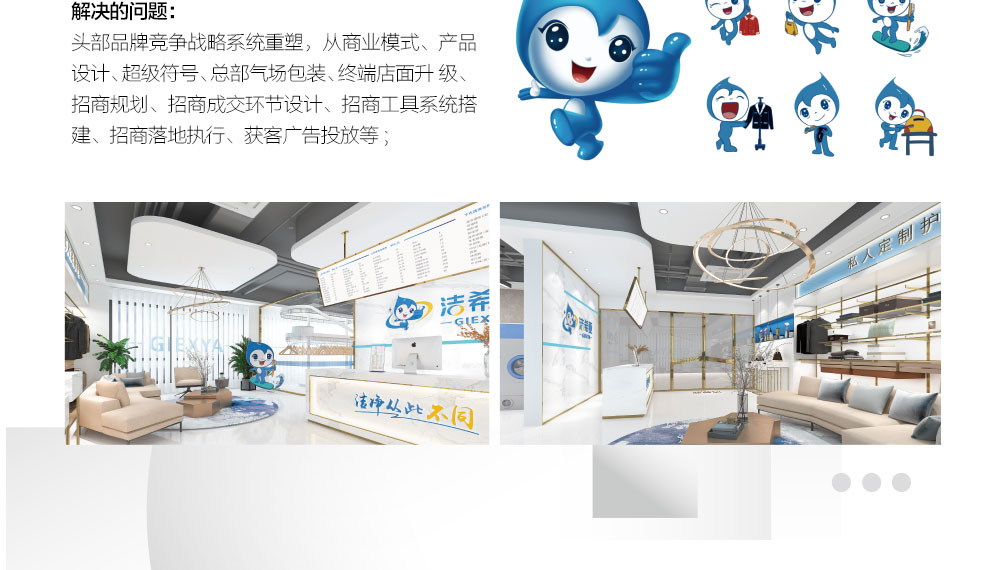 解决的问题：
头部品牌竞争战略系统重塑，从商业模式、产品
设计、超级符号、总部气场包装、终端店面升 级、
招商规划、招商成交环节设计、招商工具系统搭
建、招商落地执行、获客广告投放等；
洁希
GIEX
GIEXYA
洁净从此不同
私人定制护